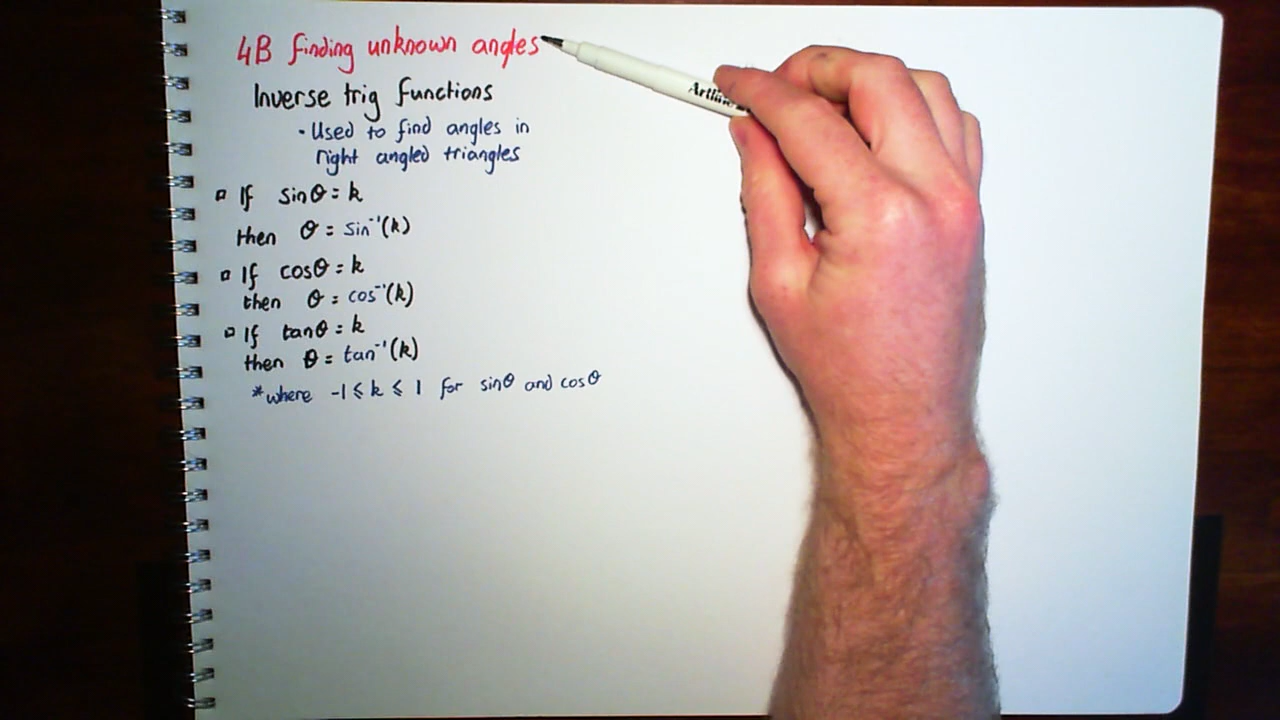 4B finding unknown angles
Inverse trig functions
• Used to find angles in
right angled triangles
▫ If sinθ = k
then θ = sin⁻¹(k)
▫ If cosθ = k
then θ = cos⁻¹(k)
▫ If tanθ = k
then θ = tan⁻¹(k)
*where -1 ⩽ k ⩽ 1 for sinθ and cosθ
Artline